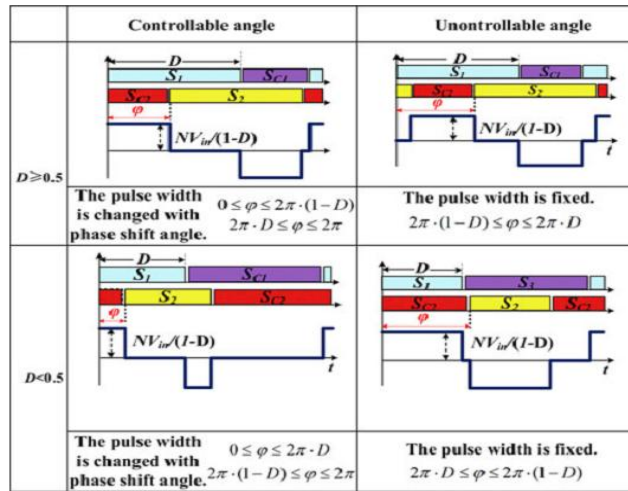 Controllable angle
Unontrollable angle
D≥0.5
D
S1
SC1
SC2
S2
φ
NVin/(1-D)
t
D
S1
SC1
SC2
S2
φ
NVin/(1-D)
t
The pulse width
is changed with
phase shift angle.
0≤φ≤2π·(1−D)
2π·D≤φ≤2π
The pulse width is fixed.
2π·(1−D)≤φ≤2π·D
D<0.5
D
S1
SC1
S2
SC2
φ
NVin/(1-D)
t
D
S1
S1
SC2
S2
SC2
φ
NVin/(1-D)
t
The pulse width
is changed with
phase shift angle.
0≤φ≤2π·D
2π·(1−D)≤φ≤2π
The pulse width is fixed.
2π·D≤φ≤2π·(1−D)